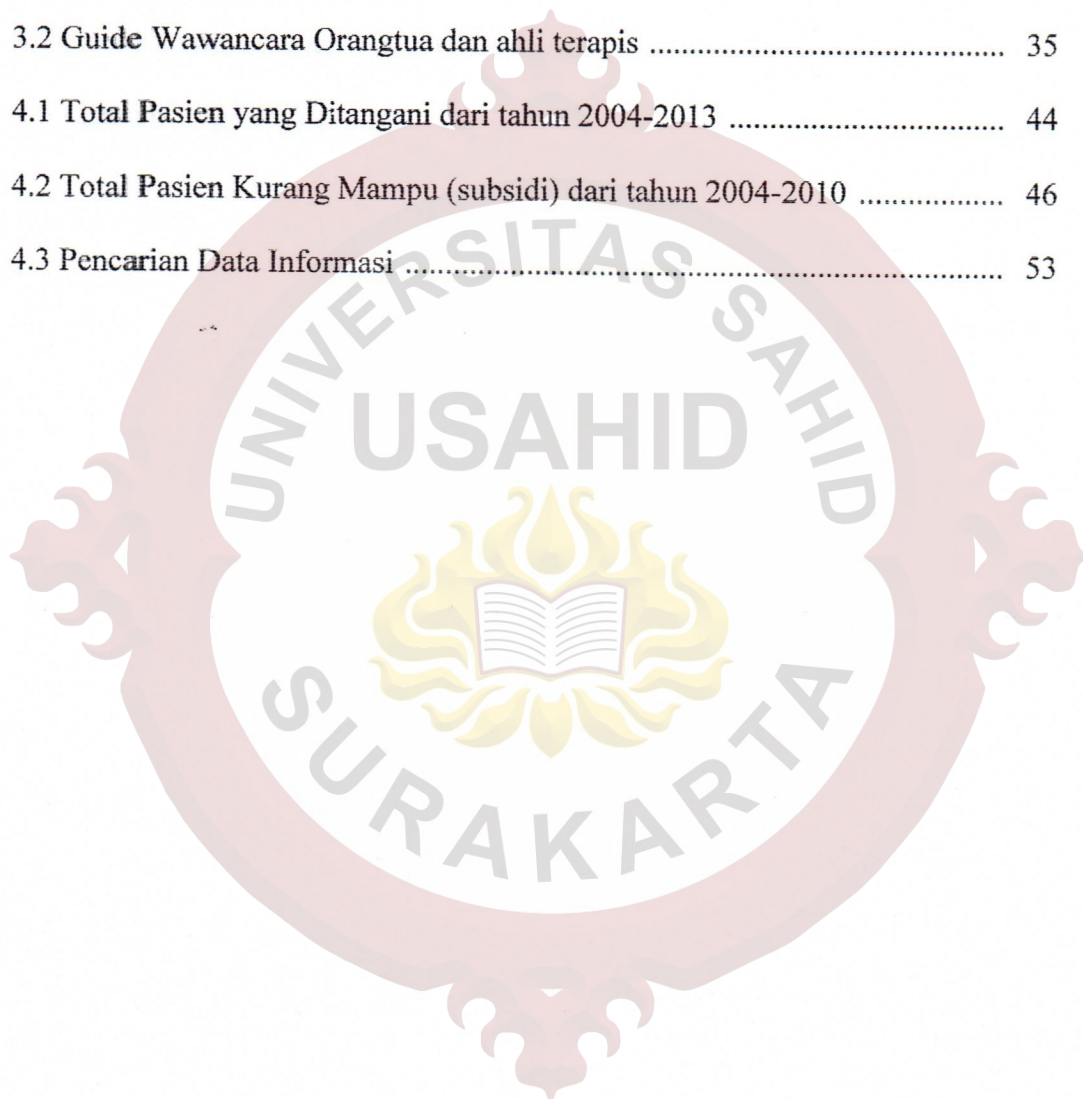 3.2 Guide Wawancara Orangtua dan ahli terapis ............................................. 35
4.1 Total Pasien yang Ditangani dari tahun 2004-2013 ................................. 44
4.2 Total Pasien Kurang Mampu (subsidi) dari tahun 2004-2010 ................. 46
4.3 Pencarian Data Informasi ........................................................................... 53
UNIVERSITAS SAHID
USAHID
SURAKARTA